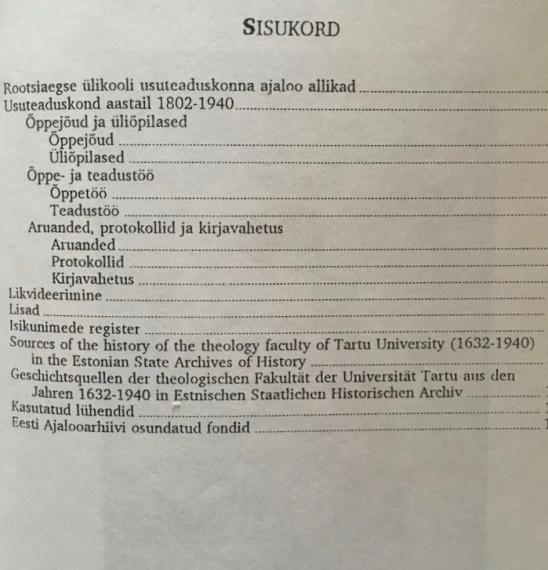 SISUKORD
Rootsiaegse ülikooli usuteaduskonna ajaloo allikad
Usuteaduskond aastail 1802-1940
Õppejõud ja üliõpilased
Õppejõud
Üliõpilased
Õppe- ja teadustöö
Õppetöö
Teadustöö
Aruanded, protokollid ja kirjavahetus
Aruanded
Protokollid
Kirjavahetus
Likvideerimine
Lisad
Isikunimede register
Sources of the history of the theology faculty of Tartu University (1632-1940)
in the Estonian State Archives of History
Geschichtsquellen der theologischen Fakultät der Universität Tartu aus den
Jahren 1632-1940 in Estnischen Staatlichen Historischen Archiv
Kasutatud lühendid
Eesti Ajalooarhiivi osundatud fondid